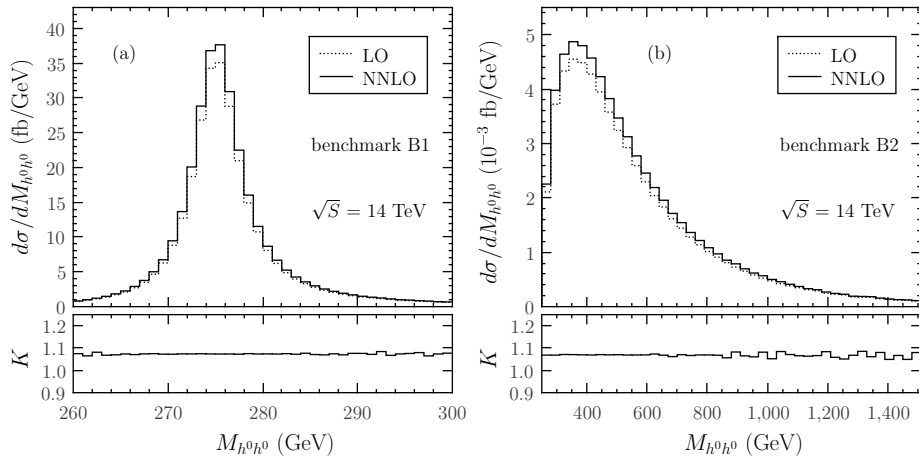 (a)
LO
NNLO
benchmark B1
√S = 14 TeV
dσ/dM_{h⁰h⁰} (fb/GeV)
40
35
30
25
20
15
10
5
0
K
1.2
1.1
1.0
0.9
260 270 280 290 300
M_{h⁰h⁰} (GeV)
(b)
LO
NNLO
benchmark B2
√S = 14 TeV
dσ/dM_{h⁰h⁰} (10⁻³ fb/GeV)
5
4
3
2
1
0
K
1.2
1.1
1.0
0.9
400 600 800 1,000 1,200 1,400
M_{h⁰h⁰} (GeV)